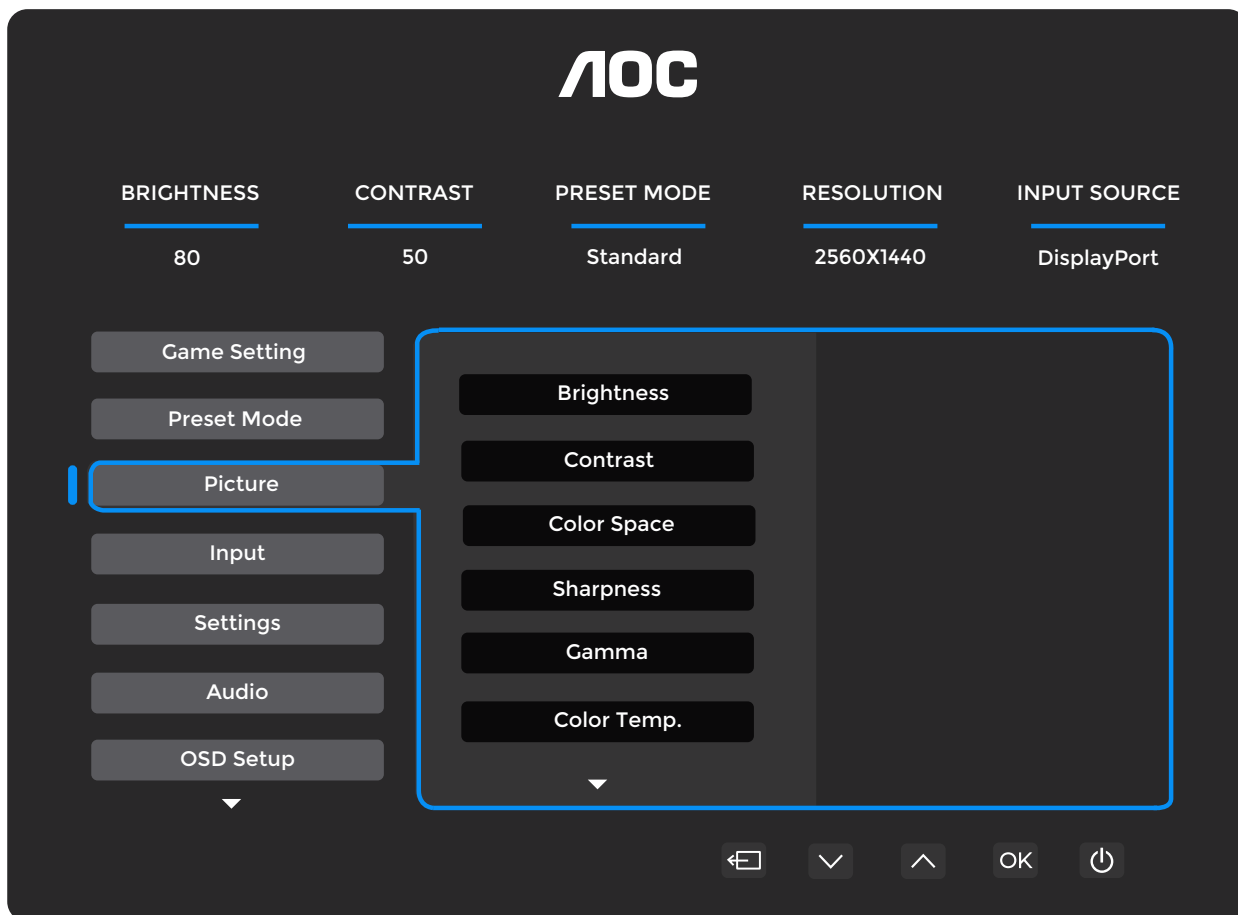 AOC
BRIGHTNESS CONTRAST PRESET MODE RESOLUTION INPUT SOURCE
80 50 Standard 2560X1440 DisplayPort
Game Setting
Preset Mode
Picture
Input
Settings
Audio
OSD Setup
Brightness
Contrast
Color Space
Sharpness
Gamma
Color Temp.
OK